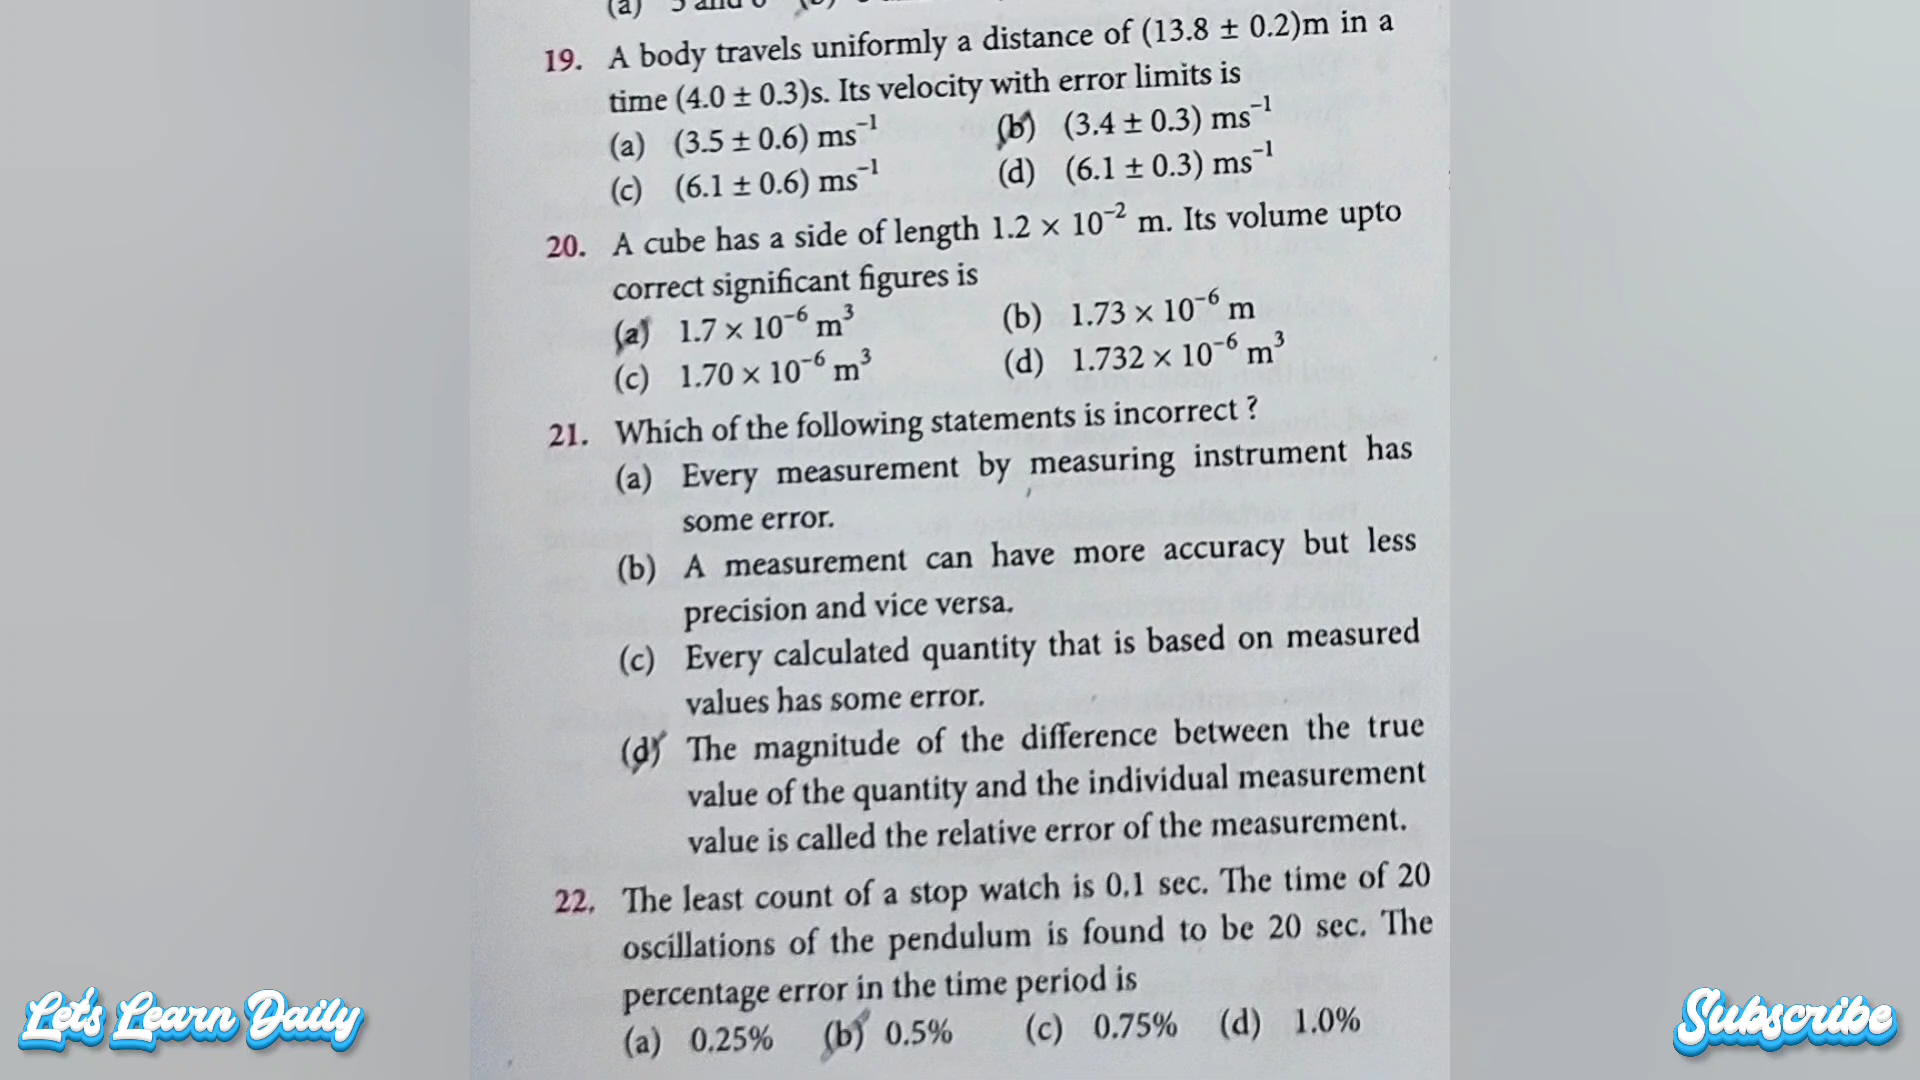 (a) 5 and 6
19. A body travels uniformly a distance of (13.8 ± 0.2)m in a
time (4.0 ± 0.3)s. Its velocity with error limits is
(a) (3.5 ± 0.6) ms⁻¹ (b) (3.4 ± 0.3) ms⁻¹
(c) (6.1 ± 0.6) ms⁻¹ (d) (6.1 ± 0.3) ms⁻¹
20. A cube has a side of length 1.2 × 10⁻² m. Its volume upto
correct significant figures is
(a) 1.7 × 10⁻⁶ m³ (b) 1.73 × 10⁻⁶ m
(c) 1.70 × 10⁻⁶ m³ (d) 1.732 × 10⁻⁶ m³
21. Which of the following statements is incorrect ?
(a) Every measurement by measuring instrument has
some error.
(b) A measurement can have more accuracy but less
precision and vice versa.
(c) Every calculated quantity that is based on measured
values has some error.
(d) The magnitude of the difference between the true
value of the quantity and the individual measurement
value is called the relative error of the measurement.
22. The least count of a stop watch is 0.1 sec. The time of 20
oscillations of the pendulum is found to be 20 sec. The
percentage error in the time period is
(a) 0.25% (b) 0.5% (c) 0.75% (d) 1.0%
Let's Learn Daily
Subscribe